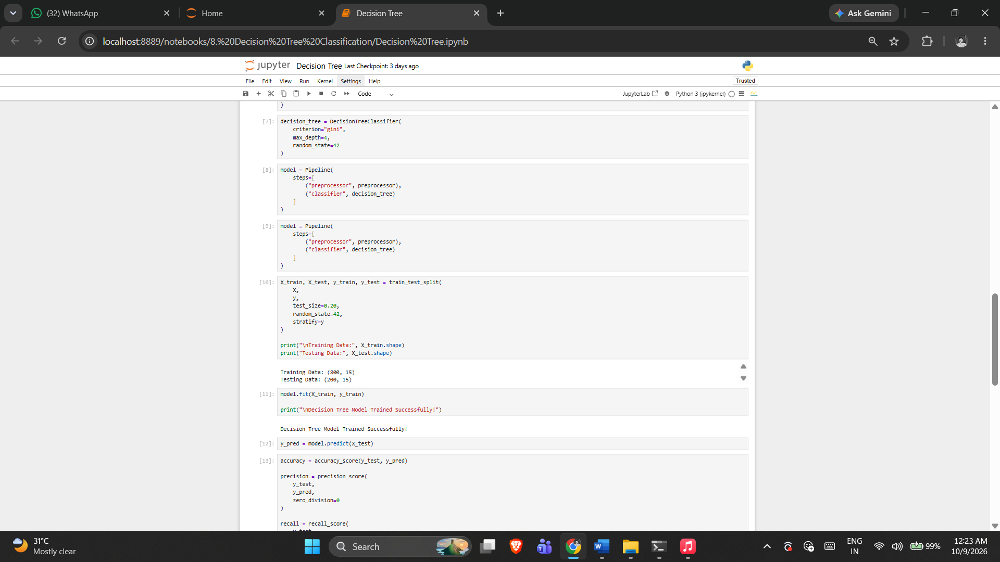 (32) WhatsApp
Home
Decision Tree
Ask Gemini
localhost:8889/notebooks/8.%20Decision%20Tree%20Classification/Decision%20Tree.ipynb
jupyter Decision Tree Last Checkpoint: 3 days ago
File Edit View Run Kernel Settings Help
Trusted
Code
JupyterLab
Python 3 (ipykernel)
)
[7]:
decision_tree = DecisionTreeClassifier(
    criterion="gini",
    max_depth=4,
    random_state=42
)
[8]:
model = Pipeline(
    steps=[
        ("preprocessor", preprocessor),
        ("classifier", decision_tree)
    ]
)
[9]:
model = Pipeline(
    steps=[
        ("preprocessor", preprocessor),
        ("classifier", decision_tree)
    ]
)
[10]:
X_train, X_test, y_train, y_test = train_test_split(
    X,
    y,
    test_size=0.20,
    random_state=42,
    stratify=y
)
print("\nTraining Data:", X_train.shape)
print("Testing Data:", X_test.shape)
Training Data: (800, 15)
Testing Data: (200, 15)
[11]:
model.fit(X_train, y_train)
print("\nDecision Tree Model Trained Successfully!")
Decision Tree Model Trained Successfully!
[12]:
y_pred = model.predict(X_test)
[13]:
accuracy = accuracy_score(y_test, y_pred)
precision = precision_score(
    y_test,
    y_pred,
    zero_division=0
)
recall = recall_score(
31°C
Mostly clear
Search
ENG
IN
99%
12:23 AM
10/9/2026